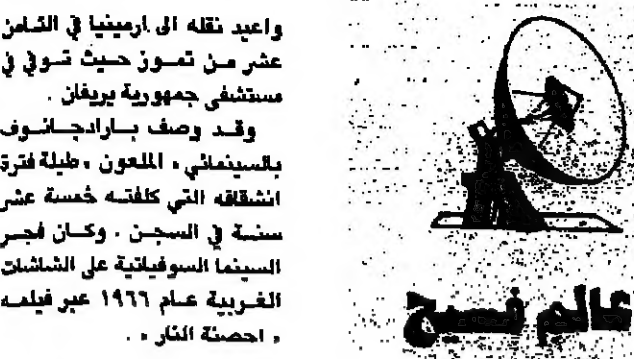 واعيد نقله الى ارمينيا في الثامن
عشر من تموز حيث توفي في
مستشفى جمهورية يريفان .
وقد وصف بارادجانوف
بالسينمائي « الملعون » طيلة فترة
انشقاقه التي كلفته خمسة عشر
سنة في السجن . وكان فجر
السينما السوفياتية على الشاشات
الغربية عام ١٩٦٦ عبر فيلمه
« احصنة النار » .
عالم فسيح